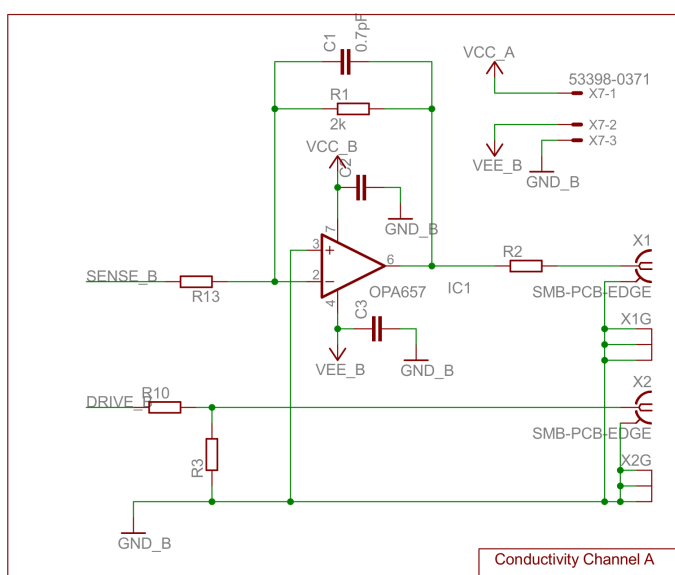 C1
0.7pF
VCC_A
53398-0371
X7-1
R1
2k
X7-2
VCC_B
X7-3
C2
VEE_B
GND_B
7
GND_B
3
X1
6
R2
SENSE_B
2
R13
OPA657
IC1
SMB-PCB-EDGE
4
C3
X1G
VEE_B
GND_B
X2
R10
DRIVE_B
SMB-PCB-EDGE
R3
X2G
GND_B
Conductivity Channel A